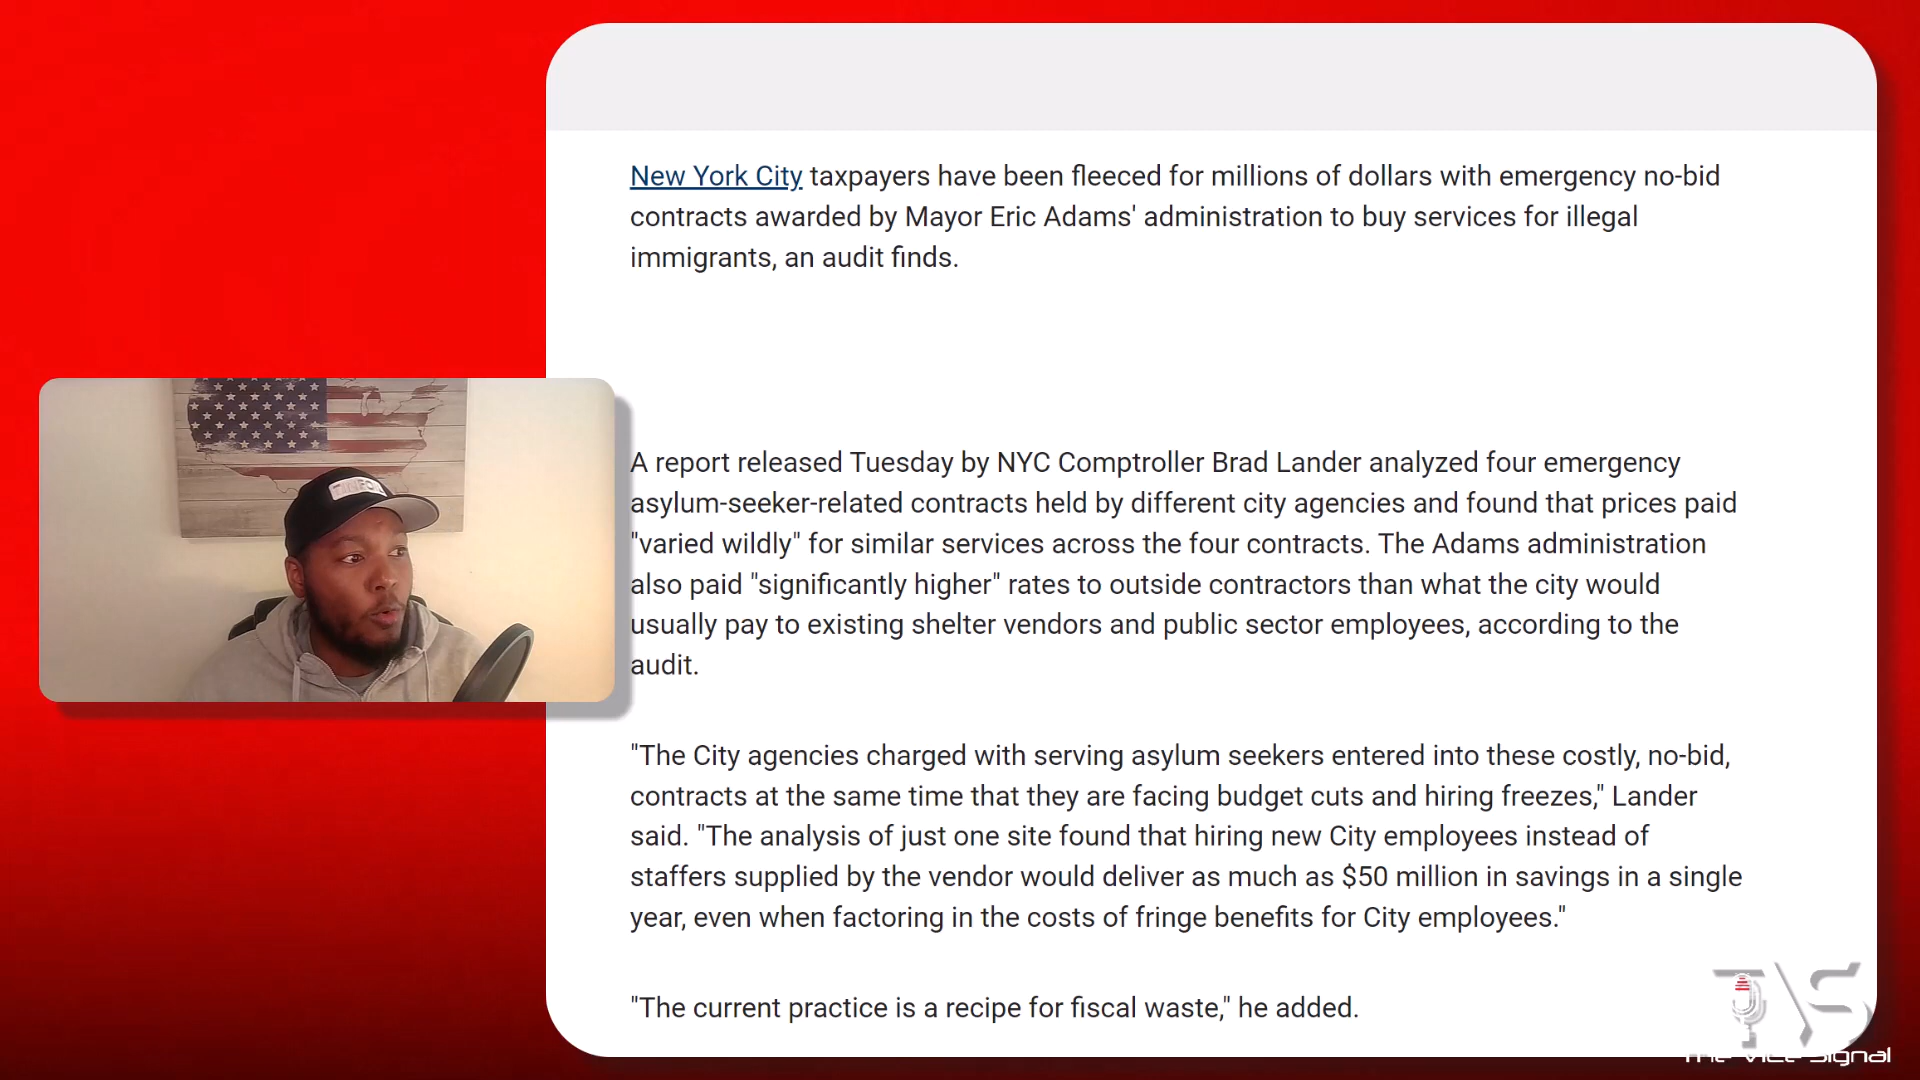 New York City taxpayers have been fleeced for millions of dollars with emergency no-bid
contracts awarded by Mayor Eric Adams' administration to buy services for illegal
immigrants, an audit finds.
A report released Tuesday by NYC Comptroller Brad Lander analyzed four emergency
asylum-seeker-related contracts held by different city agencies and found that prices paid
"varied wildly" for similar services across the four contracts. The Adams administration
also paid "significantly higher" rates to outside contractors than what the city would
usually pay to existing shelter vendors and public sector employees, according to the
audit.
"The City agencies charged with serving asylum seekers entered into these costly, no-bid,
contracts at the same time that they are facing budget cuts and hiring freezes," Lander
said. "The analysis of just one site found that hiring new City employees instead of
staffers supplied by the vendor would deliver as much as $50 million in savings in a single
year, even when factoring in the costs of fringe benefits for City employees."
"The current practice is a recipe for fiscal waste," he added.
The Vice Signal